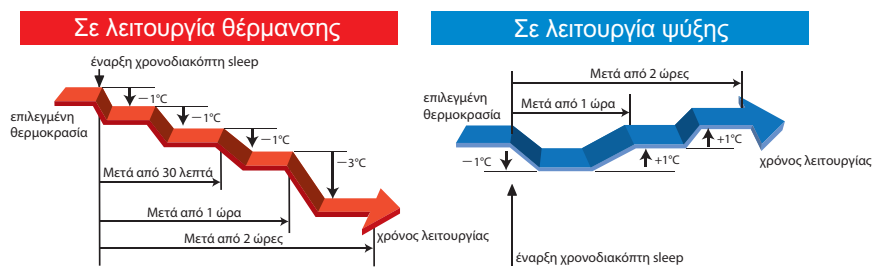 Σε λειτουργία θέρμανσης
έναρξη χρονοδιακόπτη sleep
επιλεγμένη
θερμοκρασία
−1°C
−1°C
−1°C
−3°C
Μετά από 30 λεπτά
Μετά από 1 ώρα
Μετά από 2 ώρες
χρόνος λειτουργίας
Σε λειτουργία ψύξης
Μετά από 2 ώρες
επιλεγμένη
θερμοκρασία
Μετά από 1 ώρα
−1°C
+1°C
+1°C
χρόνος λειτουργίας
έναρξη χρονοδιακόπτη sleep